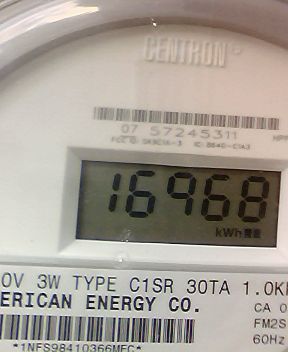 CENTRON®
07 57245311
16968
kWh
0V 3W TYPE C1SR 30TA 1.0K
ERICAN ENERGY CO.
CA 0
FM2S
60Hz
*1NFS98410366MFC*